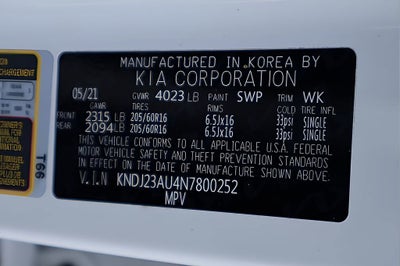 MANUFACTURED IN KOREA BY
KIA CORPORATION
05/21 GVWR 4023 LB PAINT SWP TRIM WK
GAWR TIRES RIMS COLD TIRE INFL
FRONT 2315 LB 205/60R16 6.5Jx16 33psi SINGLE
REAR 2094 LB 205/60R16 6.5Jx16 33psi SINGLE
THIS VEHICLE CONFORMS TO ALL APPLICABLE U.S.A. FEDERAL
MOTOR VEHICLE SAFETY AND THEFT PREVENTION STANDARDS
IN EFFECT ON THE DATE OF MANUFACTURE SHOWN ABOVE.
V.I.N KNDJ23AU4N7800252
MPV
T66
CHARGEMENT